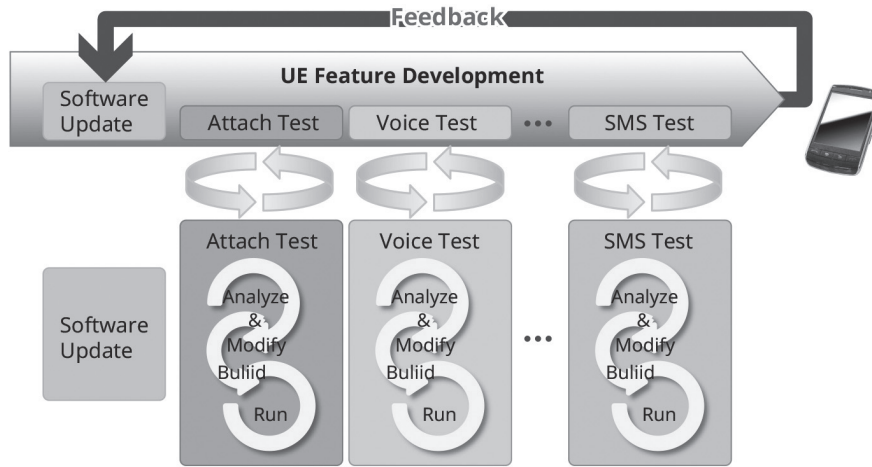 Feedback
UE Feature Development
Software
Update
Attach Test
Voice Test
•••
SMS Test
Software
Update
Attach Test
Analyze
&
Modify
Buliid
Run
Voice Test
Analyze
&
Modify
Buliid
Run
•••
SMS Test
Analyze
&
Modify
Buliid
Run